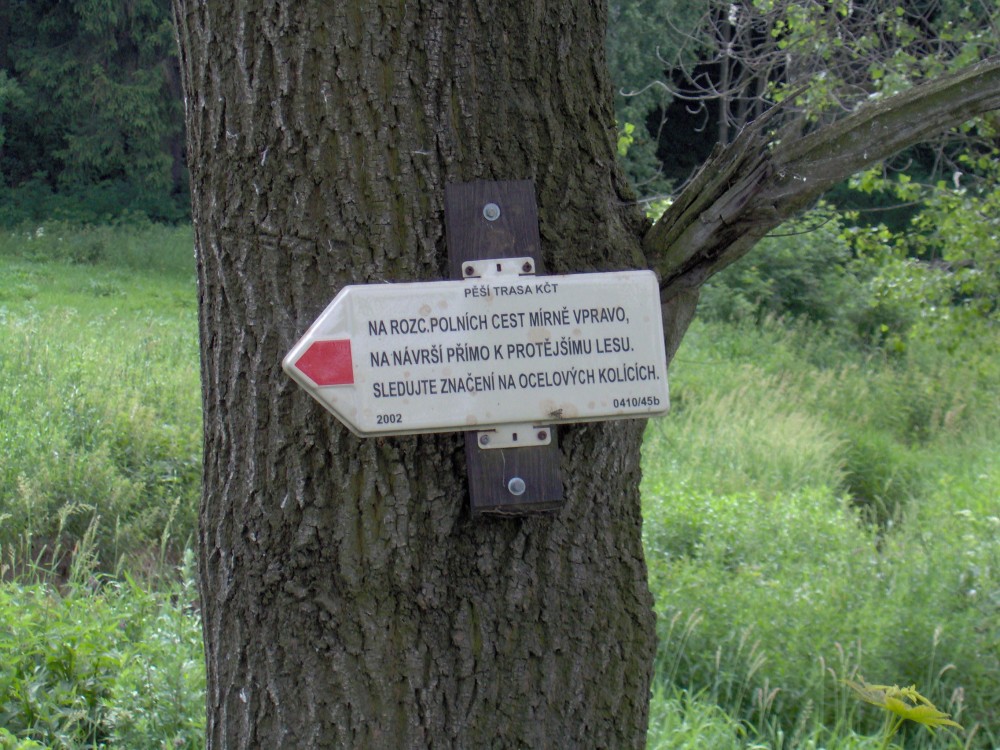 PĚŠÍ TRASA KČT
NA ROZC.POLNÍCH CEST MÍRNĚ VPRAVO,
NA NÁVRŠÍ PŘÍMO K PROTĚJŠÍMU LESU.
SLEDUJTE ZNAČENÍ NA OCELOVÝCH KOLÍCÍCH.
2002 0410/45b